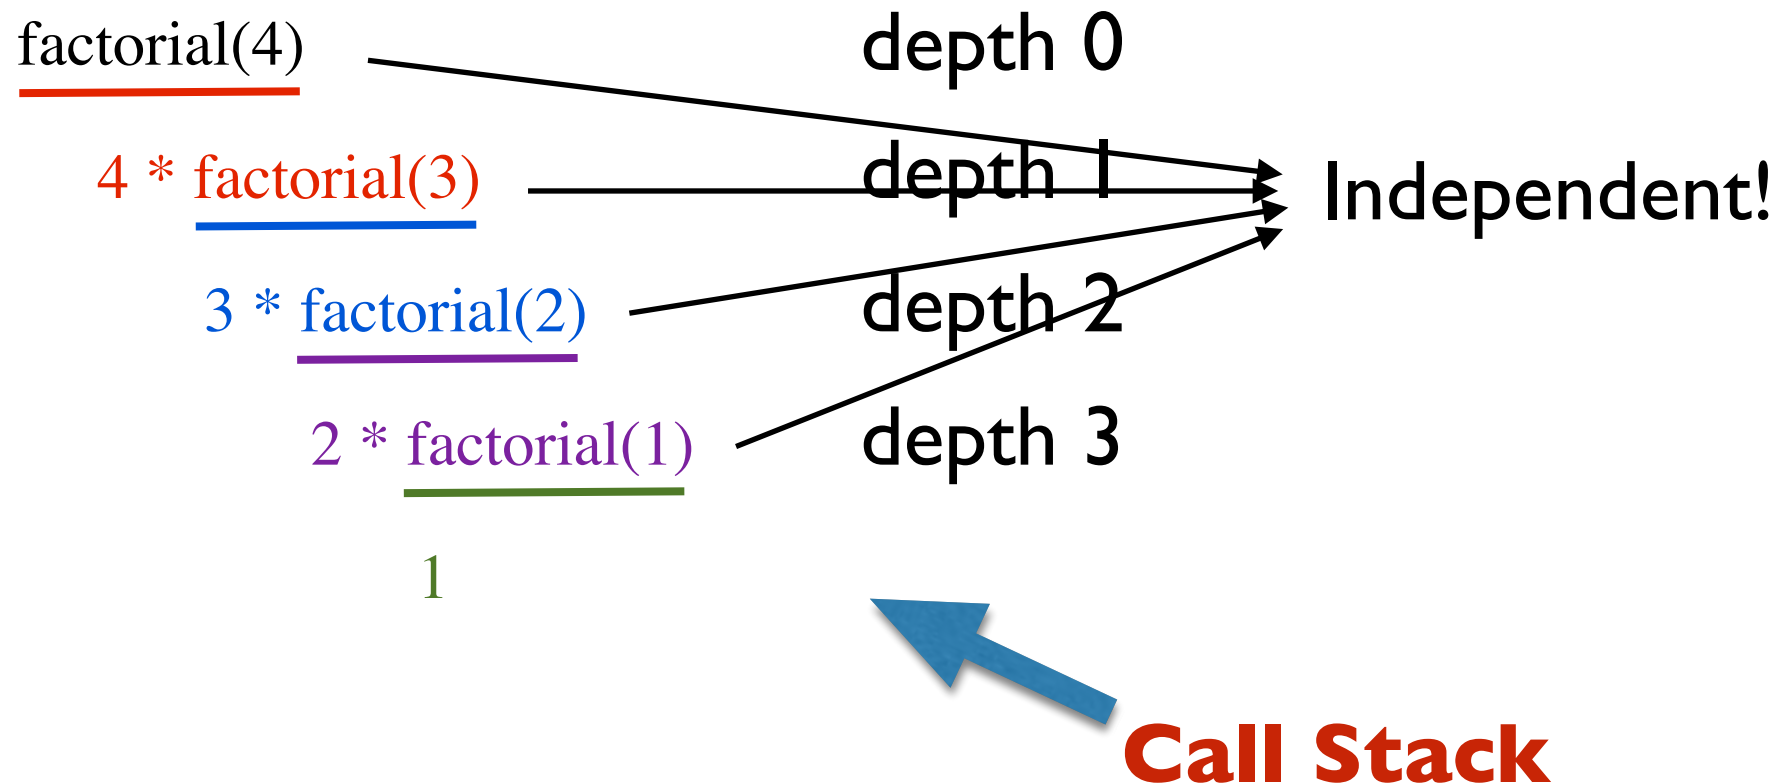 factorial(4) depth 0
4 * factorial(3) depth 1 Independent!
3 * factorial(2) depth 2
2 * factorial(1) depth 3
1
Call Stack